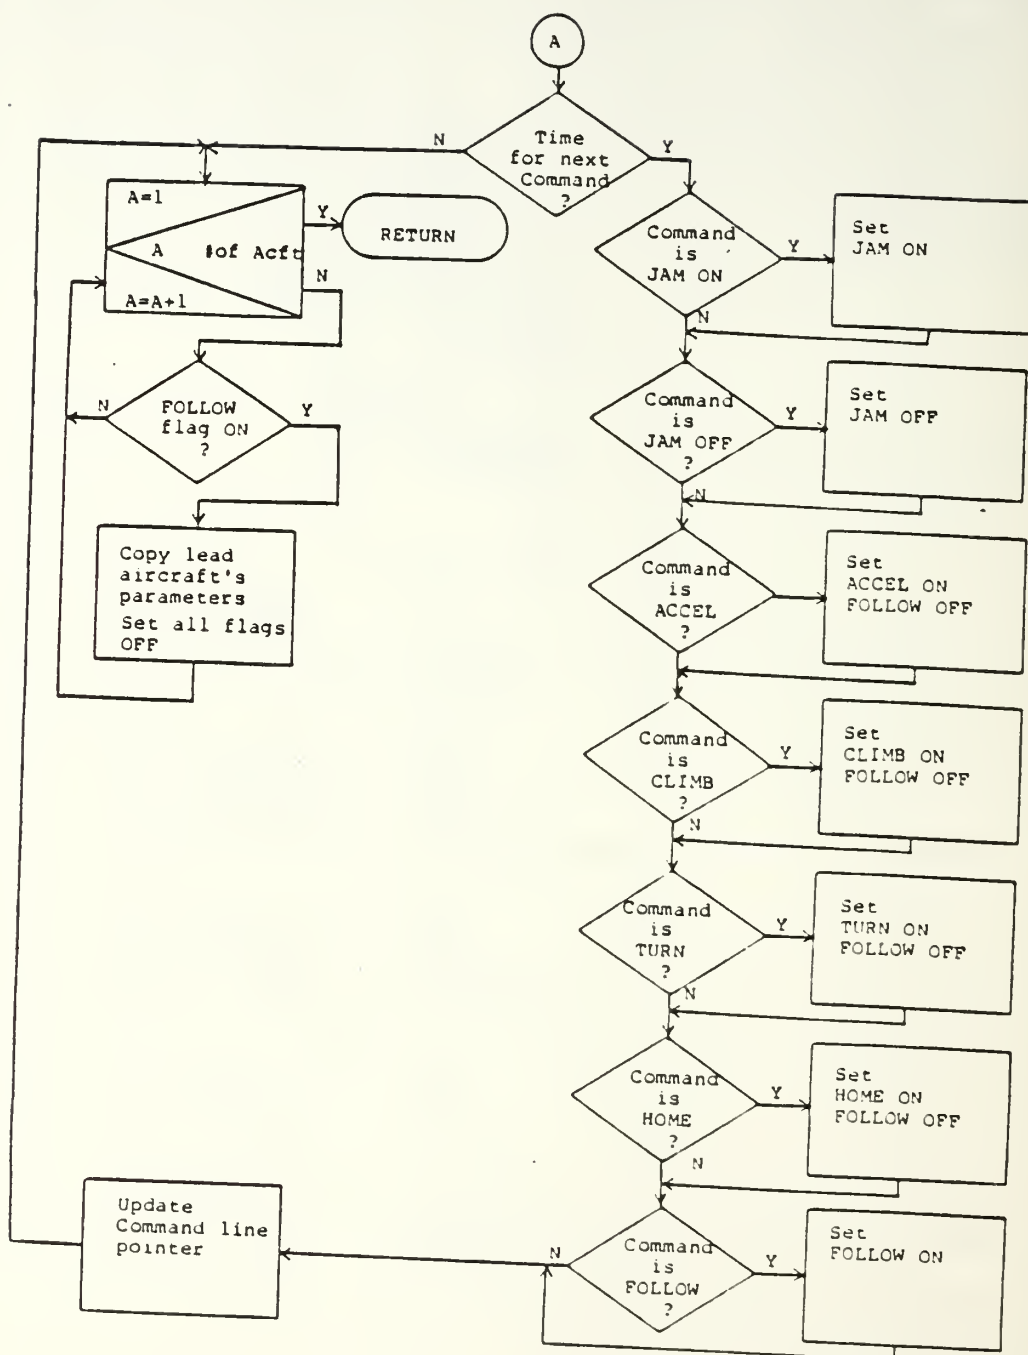 A
Time
for next
Command
?
N
Y
A=1
A #of Acft
A=A+1
Y
N
RETURN
FOLLOW
flag ON
?
N
Y
Copy lead
aircraft's
parameters
Set all flags
OFF
Command
is
JAM ON
Y
N
Set
JAM ON
Command
is
JAM OFF
?
Y
N
Set
JAM OFF
Command
is
ACCEL
?
Y
Set
ACCEL ON
FOLLOW OFF
Command
is
CLIMB
?
Y
N
Set
CLIMB ON
FOLLOW OFF
Command
is
TURN
?
Y
N
Set
TURN ON
FOLLOW OFF
Command
is
HOME
?
Y
N
Set
HOME ON
FOLLOW OFF
Command
is
FOLLOW
?
Y
N
Set
FOLLOW ON
Update
Command line
pointer